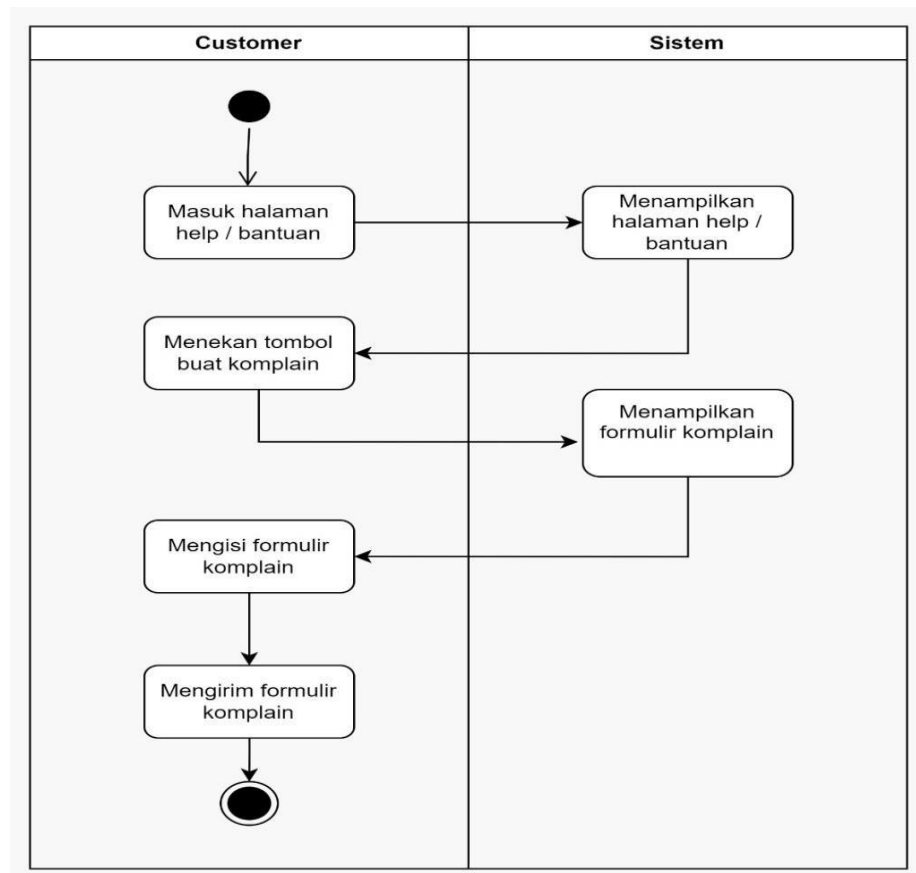 Customer
Sistem
Masuk halaman
help / bantuan
Menampilkan
halaman help /
bantuan
Menekan tombol
buat komplain
Menampilkan
formulir komplain
Mengisi formulir
komplain
Mengirim formulir
komplain